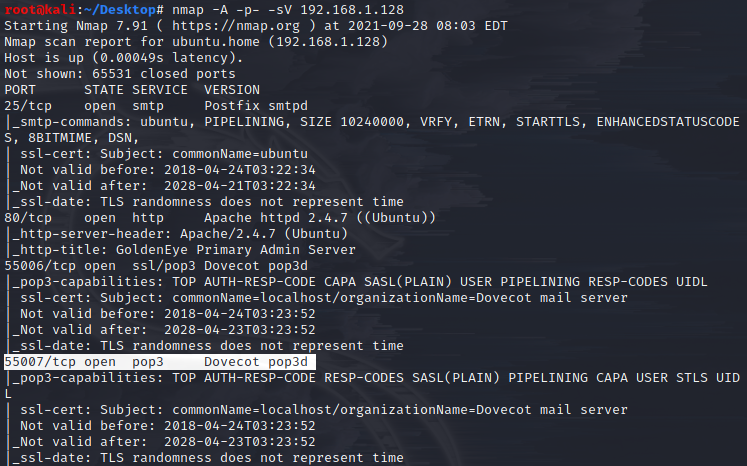 root@kali:~/Desktop# nmap -A -p- -sV 192.168.1.128
Starting Nmap 7.91 ( https://nmap.org ) at 2021-09-28 08:03 EDT
Nmap scan report for ubuntu.home (192.168.1.128)
Host is up (0.00049s latency).
Not shown: 65531 closed ports
PORT      STATE SERVICE  VERSION
25/tcp    open  smtp     Postfix smtpd
|_smtp-commands: ubuntu, PIPELINING, SIZE 10240000, VRFY, ETRN, STARTTLS, ENHANCEDSTATUSCODE
S, 8BITMIME, DSN,
| ssl-cert: Subject: commonName=ubuntu
| Not valid before: 2018-04-24T03:22:34
|_Not valid after:  2028-04-21T03:22:34
|_ssl-date: TLS randomness does not represent time
80/tcp    open  http     Apache httpd 2.4.7 ((Ubuntu))
|_http-server-header: Apache/2.4.7 (Ubuntu)
|_http-title: GoldenEye Primary Admin Server
55006/tcp open  ssl/pop3 Dovecot pop3d
|_pop3-capabilities: TOP AUTH-RESP-CODE CAPA SASL(PLAIN) USER PIPELINING RESP-CODES UIDL
| ssl-cert: Subject: commonName=localhost/organizationName=Dovecot mail server
| Not valid before: 2018-04-24T03:23:52
|_Not valid after:  2028-04-23T03:23:52
|_ssl-date: TLS randomness does not represent time
55007/tcp open  pop3     Dovecot pop3d
|_pop3-capabilities: TOP AUTH-RESP-CODE RESP-CODES SASL(PLAIN) PIPELINING CAPA USER STLS UID
L
| ssl-cert: Subject: commonName=localhost/organizationName=Dovecot mail server
| Not valid before: 2018-04-24T03:23:52
|_Not valid after:  2028-04-23T03:23:52
|_ssl-date: TLS randomness does not represent time